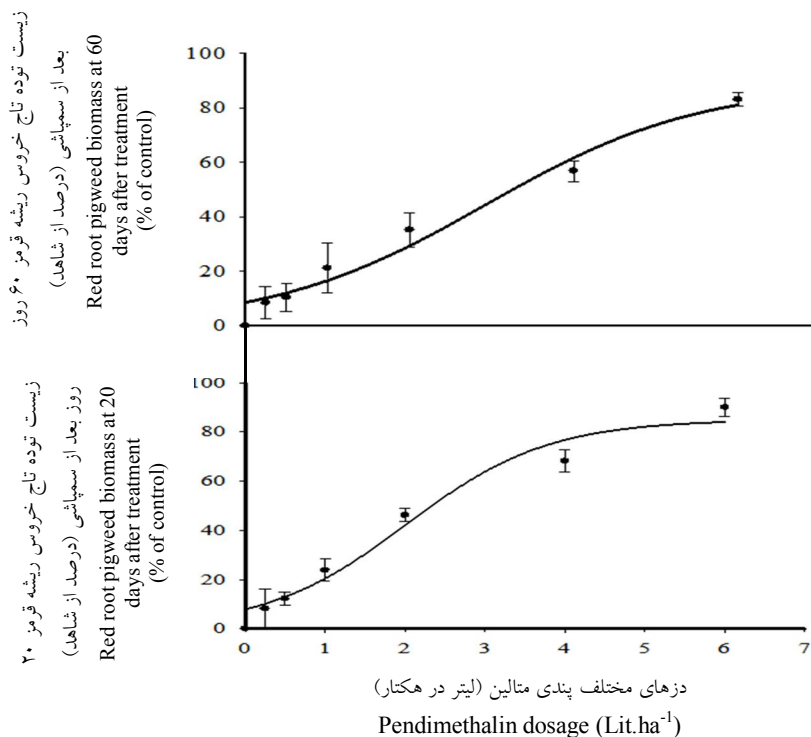 زیست توده تاج خروس ریشه قرمز ۶۰ روز
بعد از سمپاشی (درصد از شاهد)
Red root pigweed biomass at 60
days after treatment
(% of control)
100
80
60
40
20
0
زیست توده تاج خروس ریشه قرمز ۲۰
روز بعد از سمپاشی (درصد از شاهد)
Red root pigweed biomass at 20
days after treatment
(% of control)
100
80
60
40
20
0
0 1 2 3 4 5 6 7
دزهای مختلف پندی متالین (لیتر در هکتار)
Pendimethalin dosage (Lit.ha⁻¹)